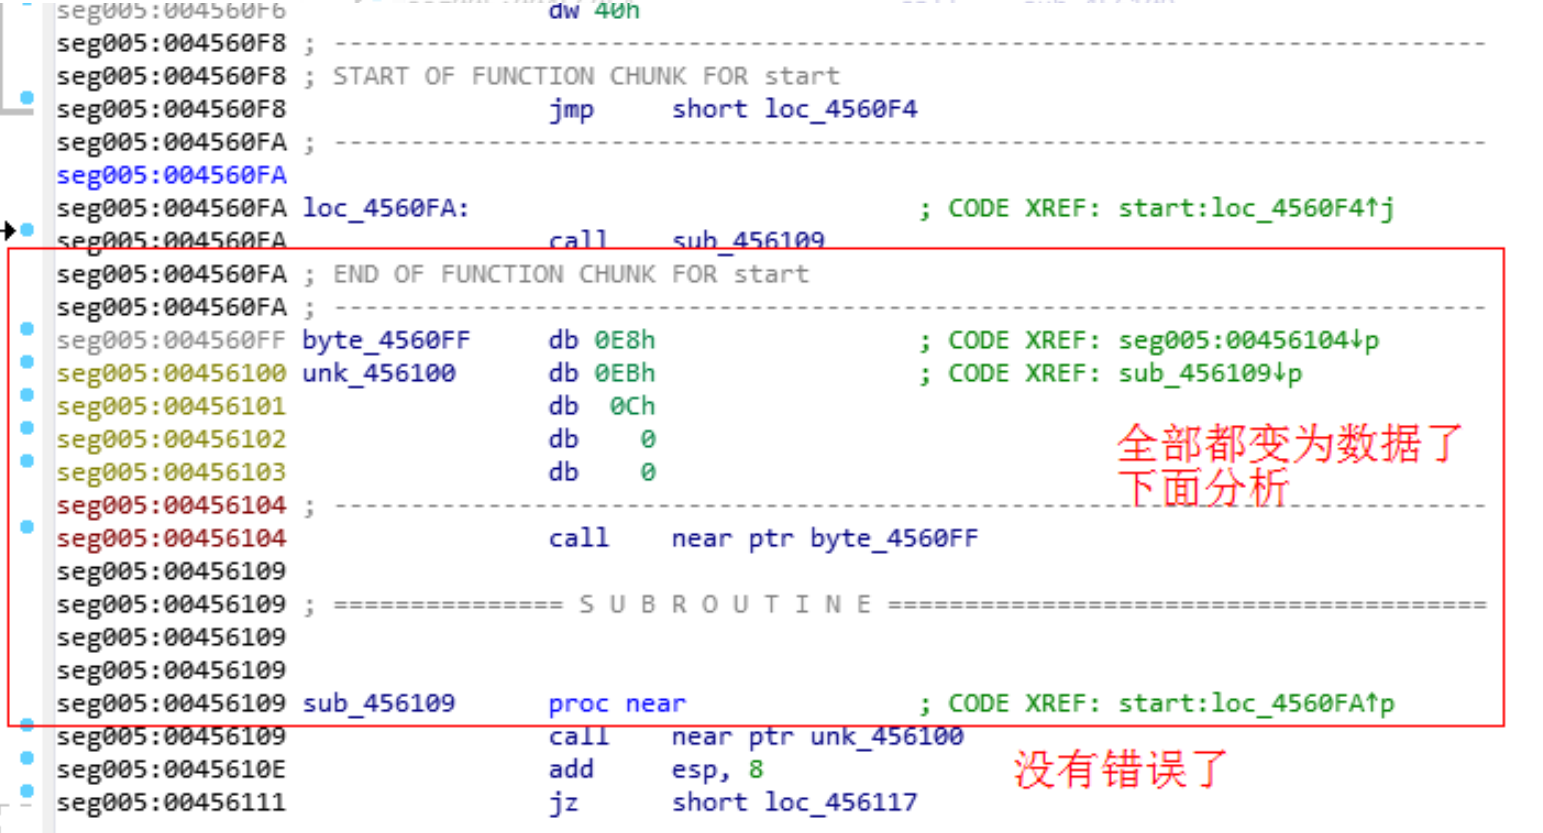 seg005:004560F6 dw 40h
seg005:004560F8 ; ---------------------------------------------------------------------------
seg005:004560F8 ; START OF FUNCTION CHUNK FOR start
seg005:004560F8 jmp short loc_4560F4
seg005:004560FA ; ---------------------------------------------------------------------------
seg005:004560FA
seg005:004560FA loc_4560FA: ; CODE XREF: start:loc_4560F4↑j
seg005:004560FA call sub_456109
seg005:004560FA ; END OF FUNCTION CHUNK FOR start
seg005:004560FA ; ---------------------------------------------------------------------------
seg005:004560FF byte_4560FF db 0E8h ; CODE XREF: seg005:00456104↓p
seg005:00456100 unk_456100 db 0EBh ; CODE XREF: sub_456109↓p
seg005:00456101 db 0Ch
seg005:00456102 db 0
全部都变为数据了
seg005:00456103 db 0
下面分析
seg005:00456104 ; ---------------------------------------------------------------------------
seg005:00456104 call near ptr byte_4560FF
seg005:00456109
seg005:00456109 ; =============== S U B R O U T I N E =======================================
seg005:00456109
seg005:00456109
seg005:00456109 sub_456109 proc near ; CODE XREF: start:loc_4560FA↑p
seg005:00456109 call near ptr unk_456100
seg005:0045610E add esp, 8
没有错误了
seg005:00456111 jz short loc_456117